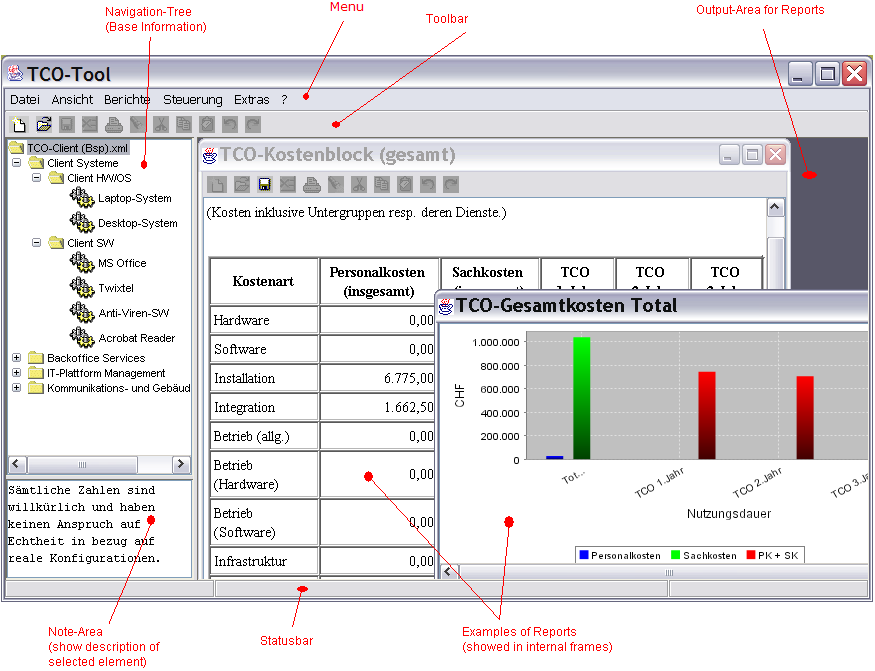 Navigation-Tree
(Base Information)
Menu
Toolbar
Output-Area for Reports
TCO-Tool
Datei Ansicht Berichte Steuerung Extras ?
TCO-Client (Bsp).xml
Client Systeme
Client HW/OS
Laptop-System
Desktop-System
Client SW
MS Office
Twixtel
Anti-Viren-SW
Acrobat Reader
Backoffice Services
IT-Plattform Management
Kommunikations- und Gebäud
Sämtliche Zahlen sind
willkürlich und haben
keinen Anspruch auf
Echtheit in bezug auf
reale Konfigurationen.
TCO-Kostenblock (gesamt)
(Kosten inklusive Untergruppen resp. deren Dienste.)
Kostenart Personalkosten (insgesamt) Sachkosten TCO TCO TCO
Hardware 0,00
Software 0,00
Installation 6.775,00
Integration 1.662,50
Betrieb (allg.) 0,00
Betrieb
(Hardware) 0,00
Betrieb
(Software) 0,00
Infrastruktur 0,00
TCO-Gesamtkosten Total
CHF
1.000.000
800.000
600.000
400.000
200.000
0
Tot... TCO 1.Jahr TCO 2.Jahr TCO 3.J
Nutzungsdauer
Personalkosten Sachkosten PK + SK
Note-Area
(show description of
selected element)
Statusbar
Examples of Reports
(showed in internal frames)